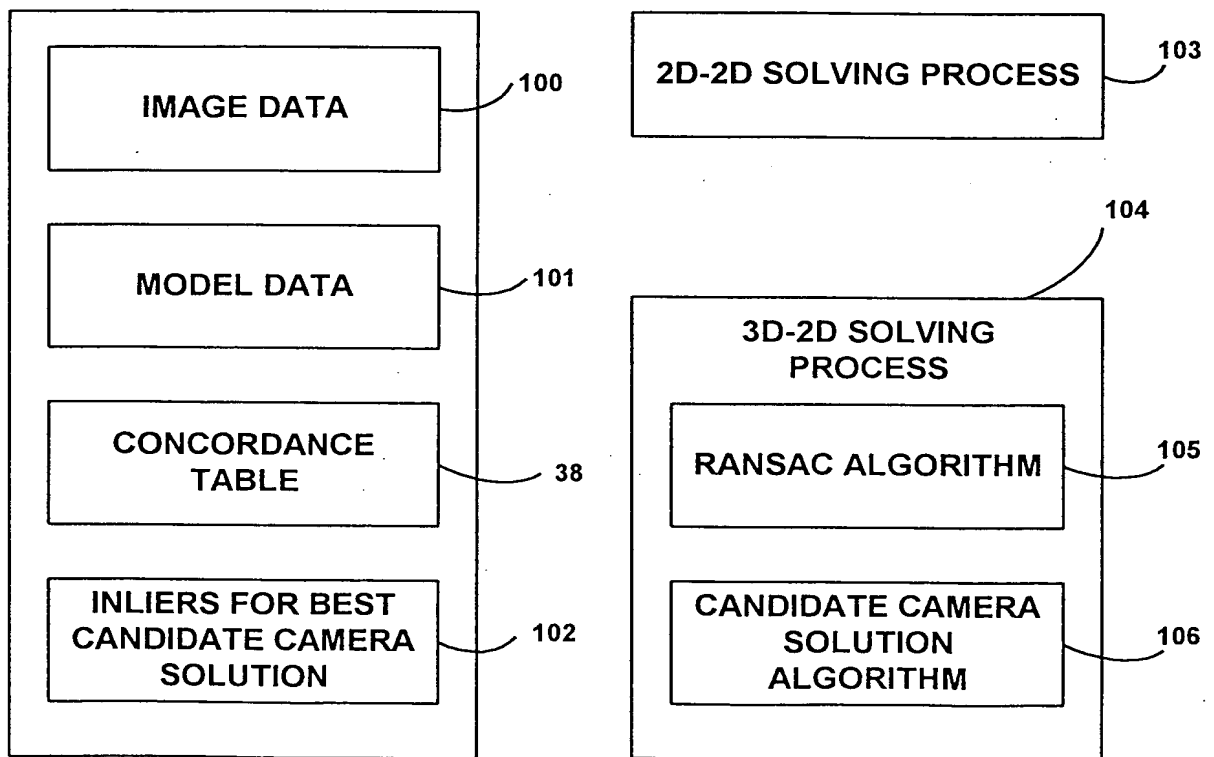 IMAGE DATA
100
MODEL DATA
101
CONCORDANCE
TABLE
38
INLIERS FOR BEST
CANDIDATE CAMERA
SOLUTION
102
2D-2D SOLVING PROCESS
103
104
3D-2D SOLVING
PROCESS
RANSAC ALGORITHM
105
CANDIDATE CAMERA
SOLUTION
ALGORITHM
106